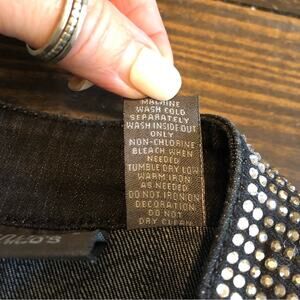 MACHINE
WASH COLD
SEPARATELY
WASH INSIDE OUT
ONLY
NON-CHLORINE
BLEACH WHEN
NEEDED
TUMBLE DRY LOW
WARM IRON
AS NEEDED
DO NOT IRON ON
DECORATION
DO NOT
DRY CLEAN